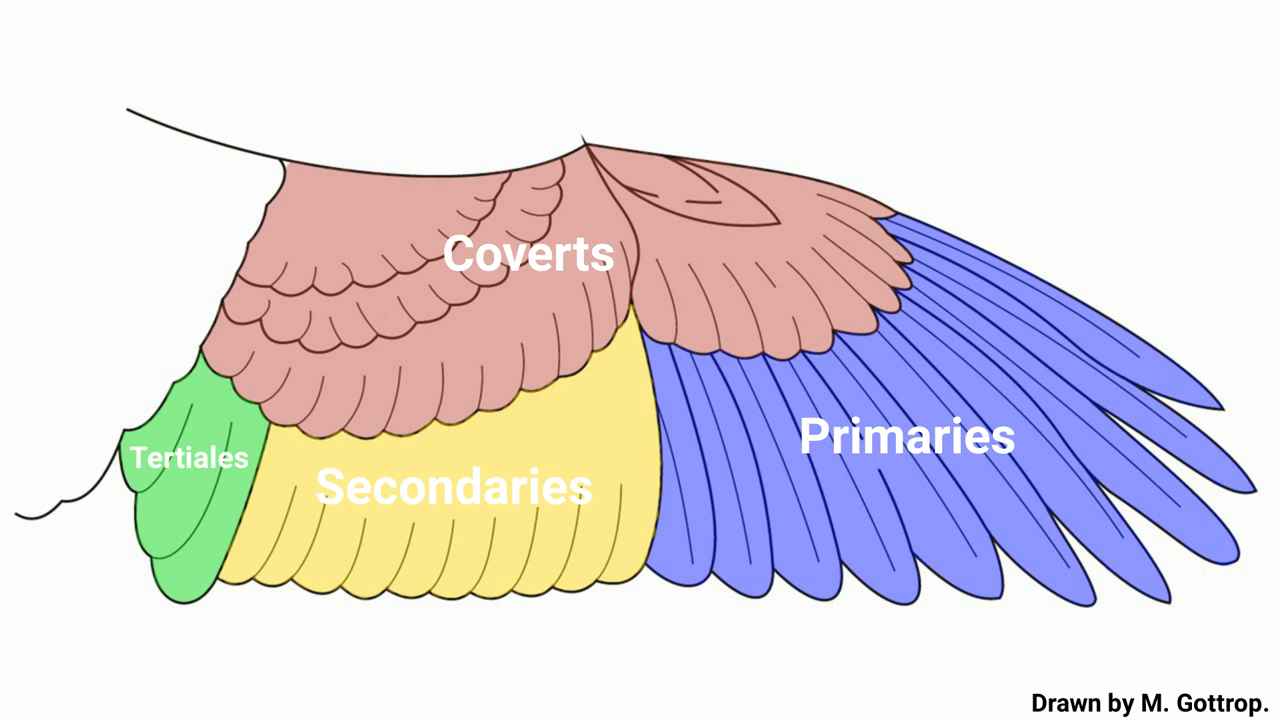 Coverts
Primaries
Tertiales
Secondaries
Drawn by M. Gottrop.